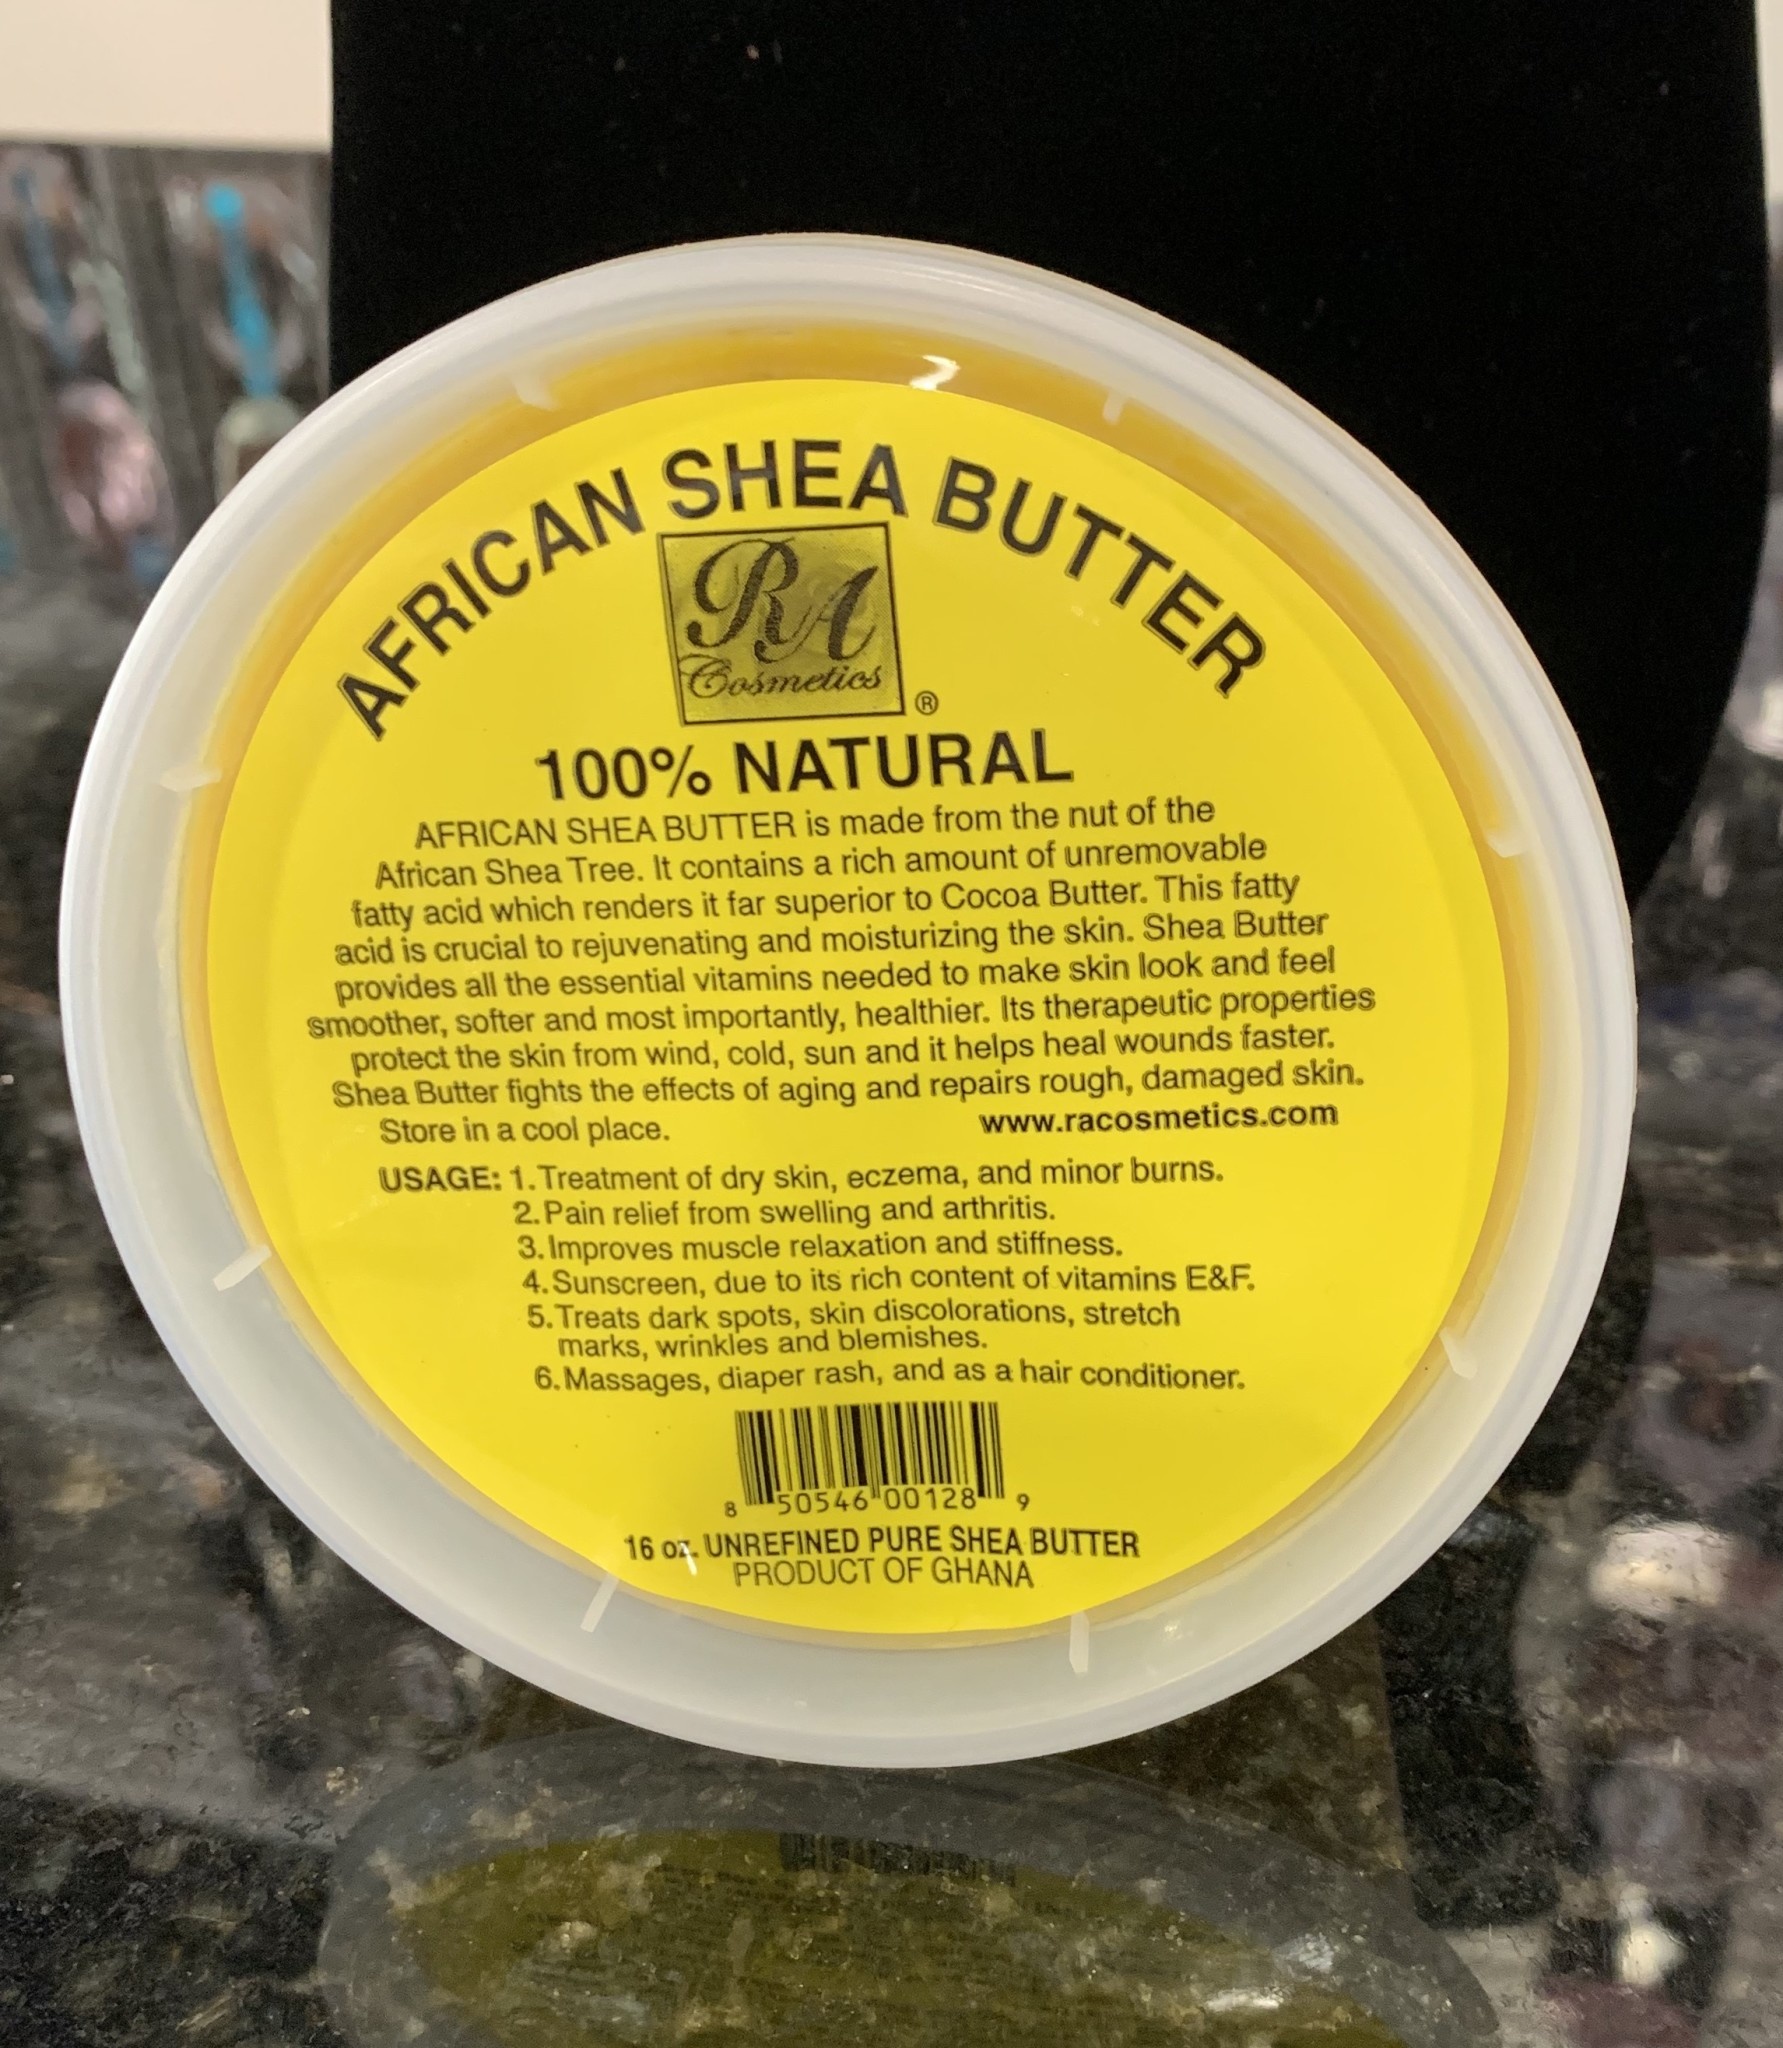 AFRICAN SHEA BUTTER
RA
Cosmetics
®
100% NATURAL
AFRICAN SHEA BUTTER is made from the nut of the
African Shea Tree. It contains a rich amount of unremovable
fatty acid which renders it far superior to Cocoa Butter. This fatty
acid is crucial to rejuvenating and moisturizing the skin. Shea Butter
provides all the essential vitamins needed to make skin look and feel
smoother, softer and most importantly, healthier. Its therapeutic properties
protect the skin from wind, cold, sun and it helps heal wounds faster.
Shea Butter fights the effects of aging and repairs rough, damaged skin.
Store in a cool place. www.racosmetics.com
USAGE: 1. Treatment of dry skin, eczema, and minor burns.
2. Pain relief from swelling and arthritis.
3. Improves muscle relaxation and stiffness.
4. Sunscreen, due to its rich content of vitamins E&F.
5. Treats dark spots, skin discolorations, stretch
marks, wrinkles and blemishes.
6. Massages, diaper rash, and as a hair conditioner.
8 50546 00128 9
16 oz. UNREFINED PURE SHEA BUTTER
PRODUCT OF GHANA